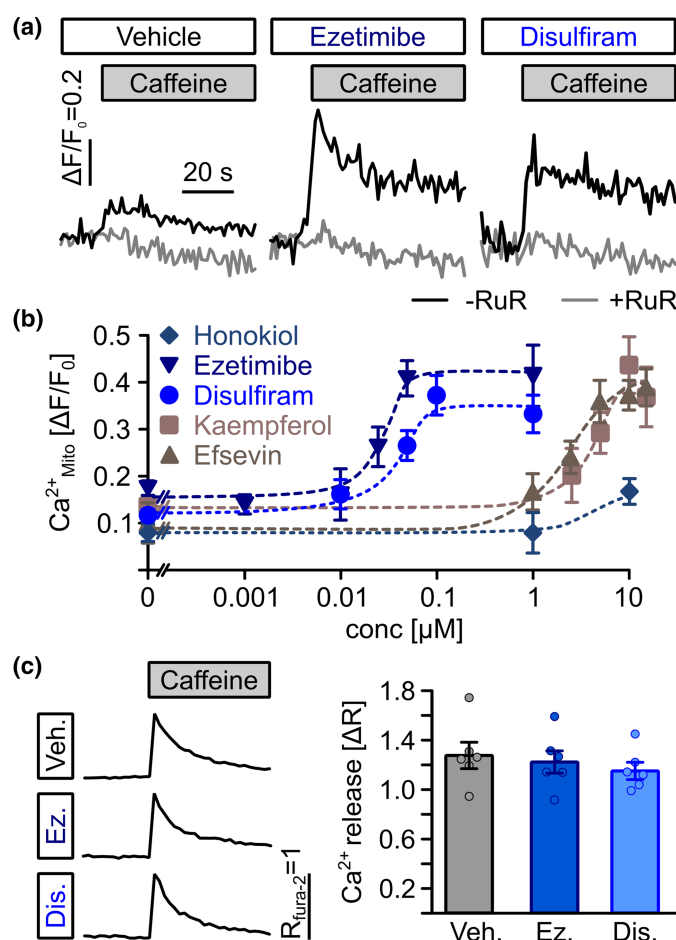 (a)
Vehicle Ezetimibe Disulfiram
Caffeine Caffeine Caffeine
ΔF/F₀=0.2
20 s
-RuR +RuR
(b)
Honokiol
Ezetimibe
Disulfiram
Kaempferol
Efsevin
Ca²⁺Mito [ΔF/F₀]
0.5
0.4
0.3
0.2
0.1
0 0.001 0.01 0.1 1 10
conc [µM]
(c)
Caffeine
Veh.
Ez.
Dis.
Rfura-2=1
Ca²⁺ release [ΔR]
1.8
1.4
1.0
0.6
0.2
Veh. Ez. Dis.